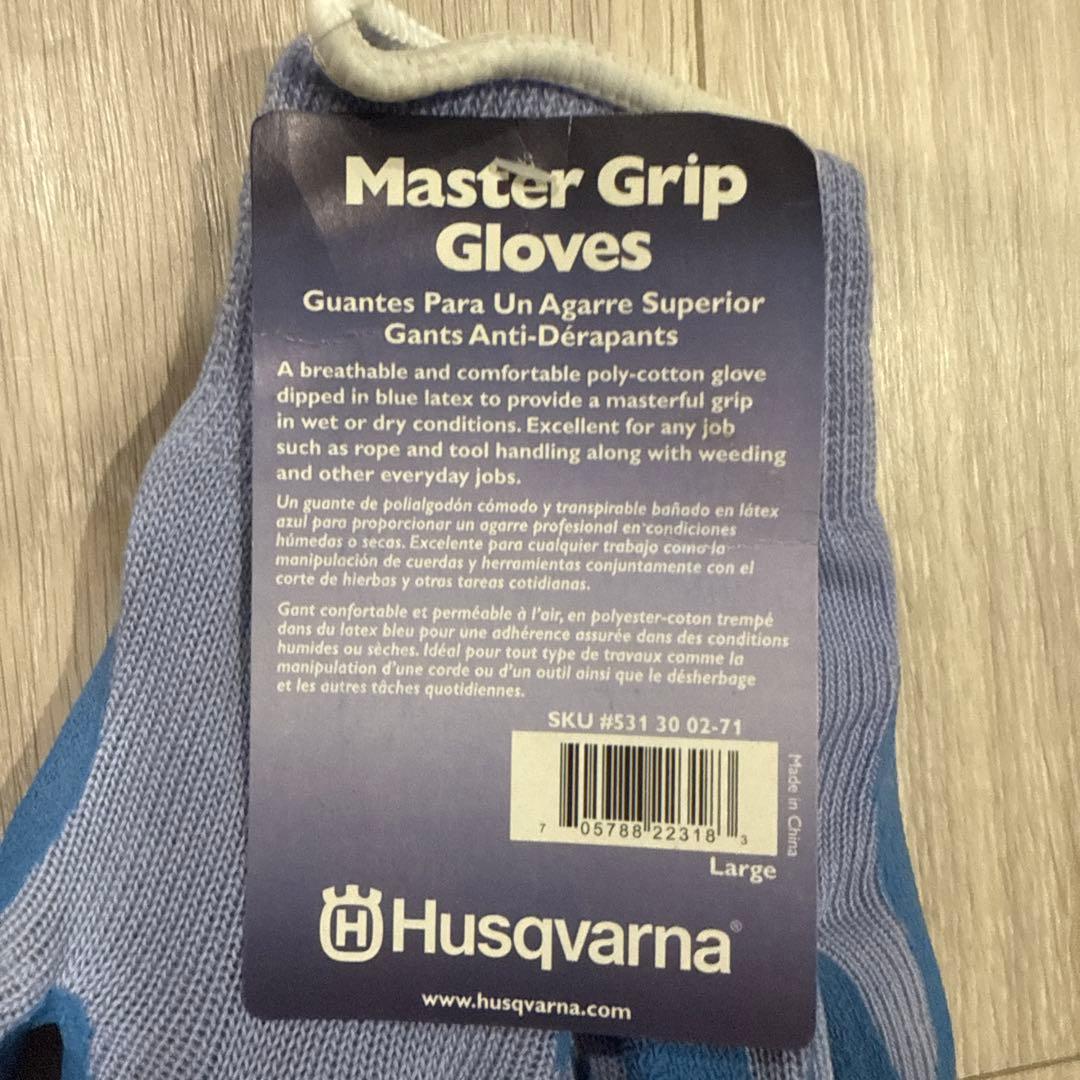 Master Grip
Gloves
Guantes Para Un Agarre Superior
Gants Anti-Dérapants
A breathable and comfortable poly-cotton glove
dipped in blue latex to provide a masterful grip
in wet or dry conditions. Excellent for any job
such as rope and tool handling along with weeding
and other everyday jobs.
Un guante de polialgodón cómodo y transpirable bañado en látex
azul para proporcionar un agarre profesional en condiciones
húmedas o secas. Excelente para cualquier trabajo como la
manipulación de cuerdas y herramientas conjuntamente con el
corte de hierbas y otras tareas cotidianas.
Gant confortable et perméable à l'air, en polyester-coton trempé
dans du latex bleu pour une adhérence assurée dans des conditions
humides ou sèches. Idéal pour tout type de travaux comme la
manipulation d'une corde ou d'un outil ainsi que le désherbage
et les autres tâches quotidiennes.
SKU #531 30 02-71
7 05788 22318 3
Made in China
Large
H Husqvarna®
www.husqvarna.com